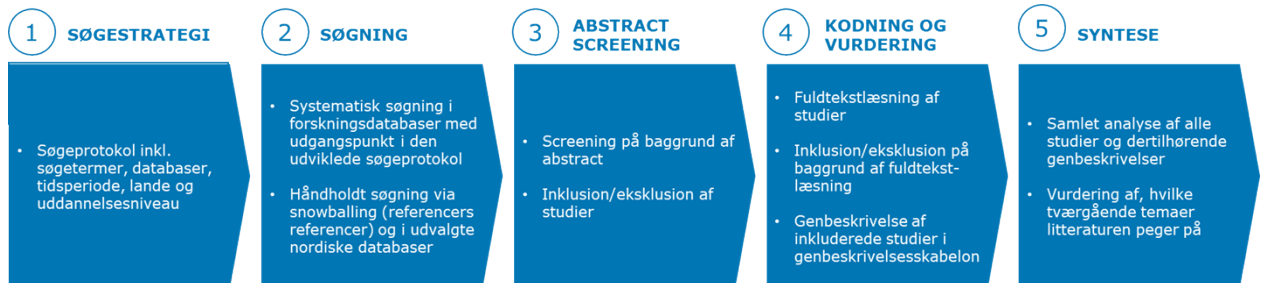 1 SØGESTRATEGI
• Søgeprotokol inkl.
søgetermer, databaser,
tidsperiode, lande og
uddannelsesniveau
2 SØGNING
• Systematisk søgning i
forskningsdatabaser med
udgangspunkt i den
udviklede søgeprotokol
• Håndholdt søgning via
snowballing (referencers
referencer) og i udvalgte
nordiske databaser
3 ABSTRACT
SCREENING
• Screening på baggrund af
abstract
• Inklusion/eksklusion af
studier
4 KODNING OG
VURDERING
• Fuldtekstlæsning af
studier
• Inklusion/eksklusion på
baggrund af fuldtekst-
læsning
• Genbeskrivelse af
inkluderede studier i
genbeskrivelsesskabelon
5 SYNTESE
• Samlet analyse af alle
studier og dertilhørende
genbeskrivelser
• Vurdering af, hvilke
tværgående temaer
litteraturen peger på